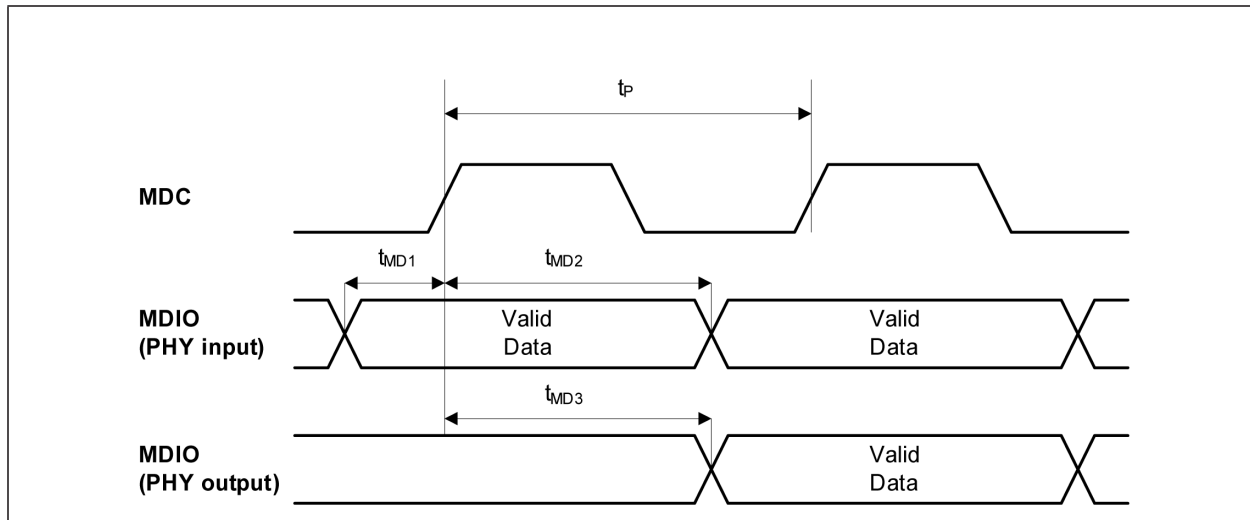 tP
MDC
tMD1
tMD2
MDIO
(PHY input)
Valid
Data
Valid
Data
tMD3
MDIO
(PHY output)
Valid
Data